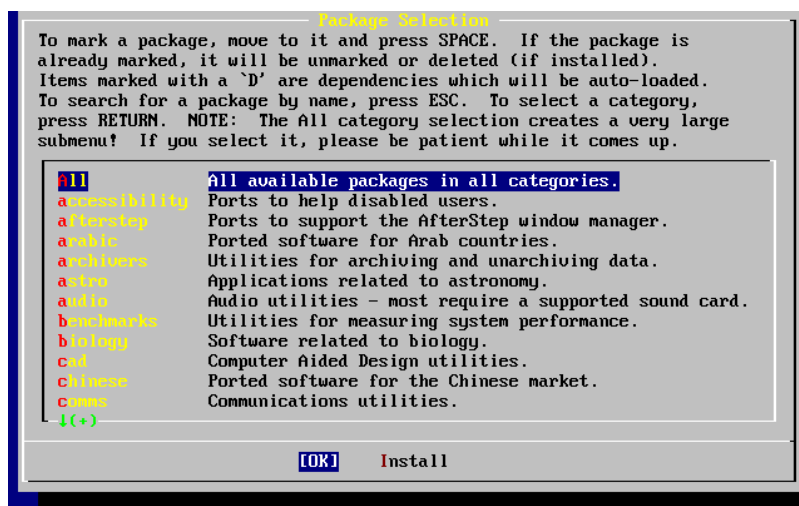 Package Selection
To mark a package, move to it and press SPACE.  If the package is
already marked, it will be unmarked or deleted (if installed).
Items marked with a `D' are dependencies which will be auto-loaded.
To search for a package by name, press ESC.  To select a category,
press RETURN.  NOTE:  The All category selection creates a very large
submenu!  If you select it, please be patient while it comes up.
All All available packages in all categories.
accessibility Ports to help disabled users.
afterstep Ports to support the AfterStep window manager.
arabic Ported software for Arab countries.
archivers Utilities for archiving and unarchiving data.
astro Applications related to astronomy.
audio Audio utilities - most require a supported sound card.
benchmarks Utilities for measuring system performance.
biology Software related to biology.
cad Computer Aided Design utilities.
chinese Ported software for the Chinese market.
comms Communications utilities.
↓(+)
[OK] Install